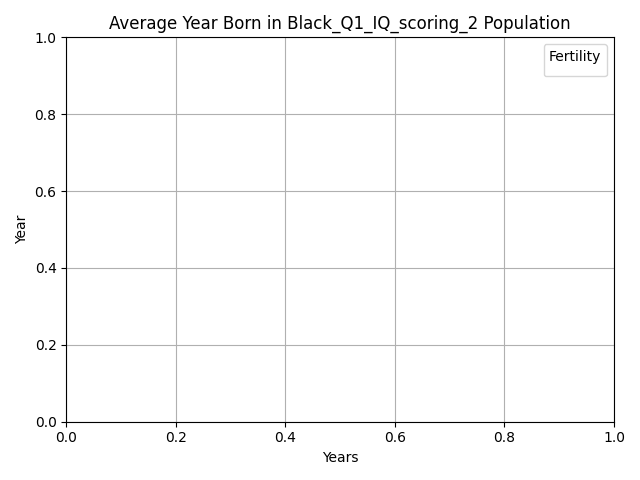 Average Year Born in Black_Q1_IQ_scoring_2 Population
Fertility
1.0
0.8
0.6
0.4
0.2
0.0
Year
0.0 0.2 0.4 0.6 0.8 1.0
Years